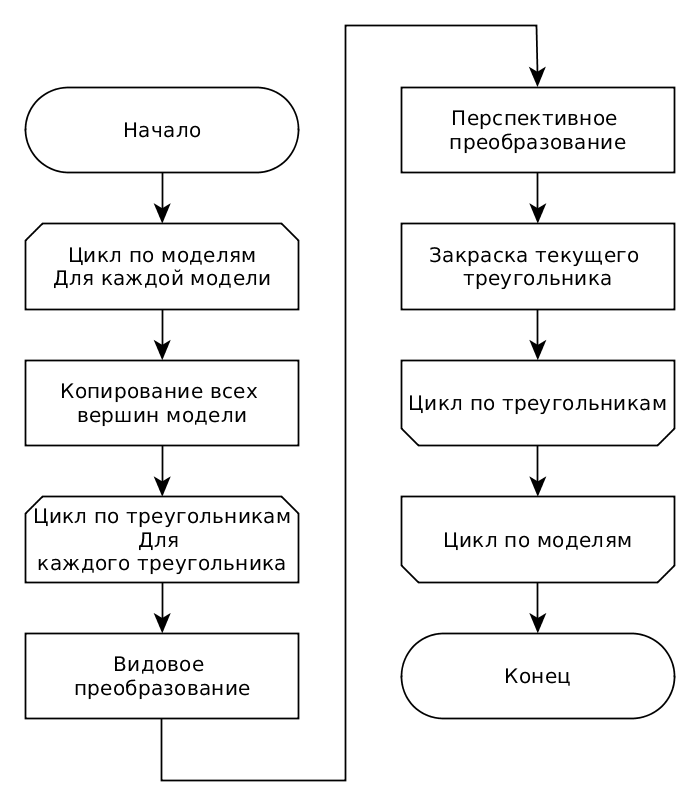 Начало
Цикл по моделям
Для каждой модели
Копирование всех
вершин модели
Цикл по треугольникам
Для
каждого треугольника
Видовое
преобразование
Перспективное
преобразование
Закраска текущего
треугольника
Цикл по треугольникам
Цикл по моделям
Конец